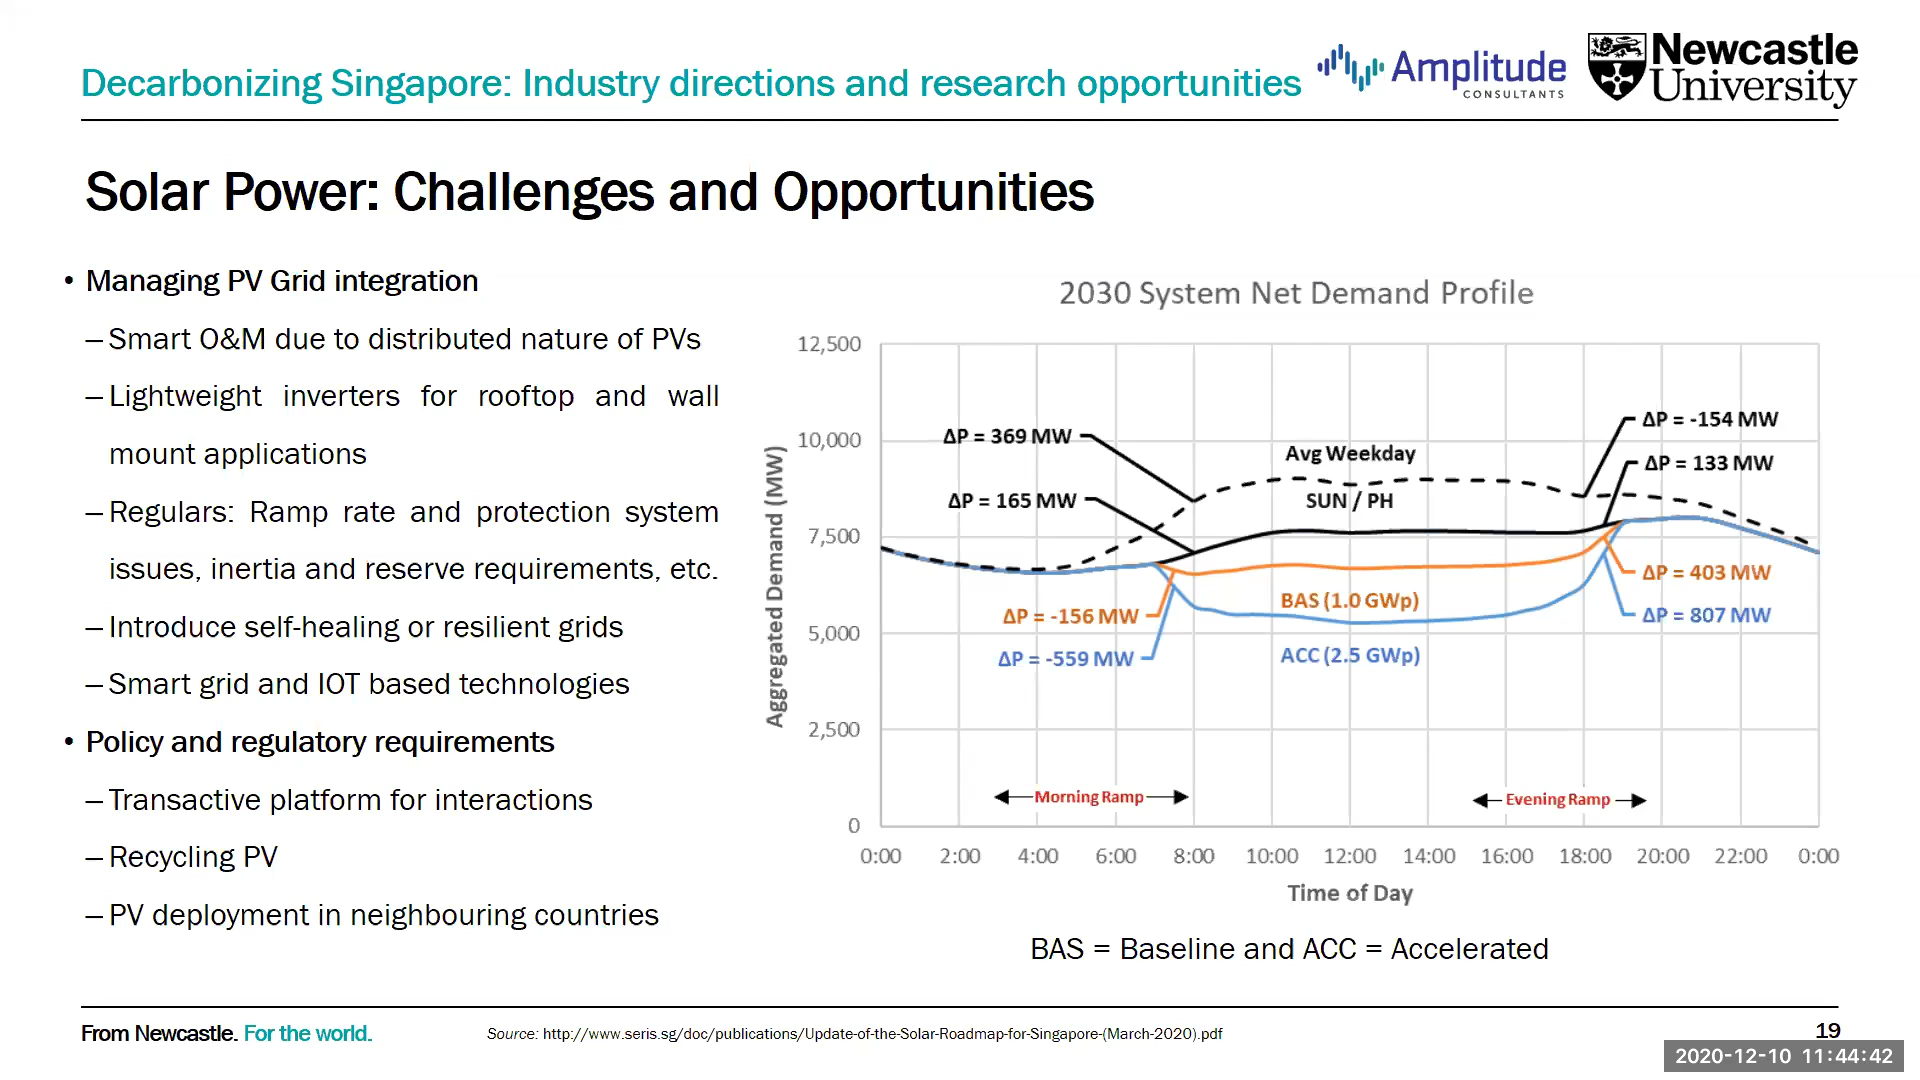 Decarbonizing Singapore: Industry directions and research opportunities
Amplitude
CONSULTANTS
Newcastle
University
Solar Power: Challenges and Opportunities
• Managing PV Grid integration
– Smart O&M due to distributed nature of PVs
– Lightweight inverters for rooftop and wall
mount applications
– Regulars: Ramp rate and protection system
issues, inertia and reserve requirements, etc.
– Introduce self-healing or resilient grids
– Smart grid and IOT based technologies
• Policy and regulatory requirements
– Transactive platform for interactions
– Recycling PV
– PV deployment in neighbouring countries
2030 System Net Demand Profile
Aggregated Demand (MW)
12,500
10,000
7,500
5,000
2,500
0
ΔP = 369 MW
ΔP = 165 MW
ΔP = -156 MW
ΔP = -559 MW
Avg Weekday
SUN / PH
BAS (1.0 GWp)
ACC (2.5 GWp)
ΔP = -154 MW
ΔP = 133 MW
ΔP = 403 MW
ΔP = 807 MW
Morning Ramp
Evening Ramp
0:00 2:00 4:00 6:00 8:00 10:00 12:00 14:00 16:00 18:00 20:00 22:00 0:00
Time of Day
BAS = Baseline and ACC = Accelerated
From Newcastle. For the world.
Source: http://www.seris.sg/doc/publications/Update-of-the-Solar-Roadmap-for-Singapore-(March-2020).pdf
19
2020-12-10 11:44:42